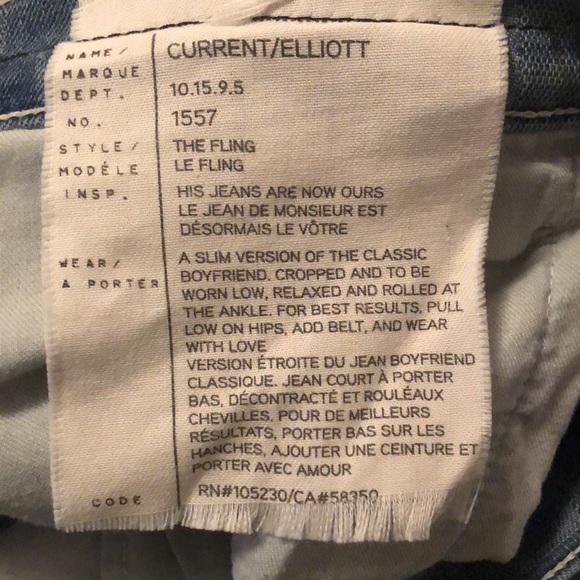 NAME/ MARQUE CURRENT/ELLIOTT
DEPT. 10.15.9.5
NO. 1557
STYLE/ THE FLING
MODÈLE LE FLING
INSP. HIS JEANS ARE NOW OURS
LE JEAN DE MONSIEUR EST
DÉSORMAIS LE VÔTRE
WEAR/ A SLIM VERSION OF THE CLASSIC
À PORTER BOYFRIEND. CROPPED AND TO BE
WORN LOW, RELAXED AND ROLLED AT
THE ANKLE. FOR BEST RESULTS, PULL
LOW ON HIPS, ADD BELT, AND WEAR
WITH LOVE
VERSION ÉTROITE DU JEAN BOYFRIEND
CLASSIQUE. JEAN COURT À PORTER
BAS, DÉCONTRACTÉ ET ROULÉAUX
CHEVILLES, POUR DE MEILLEURS
RÉSULTATS, PORTER BAS SUR LES
HANCHES, AJOUTER UNE CEINTURE ET
PORTER AVEC AMOUR
CODE RN#105230/CA#58350